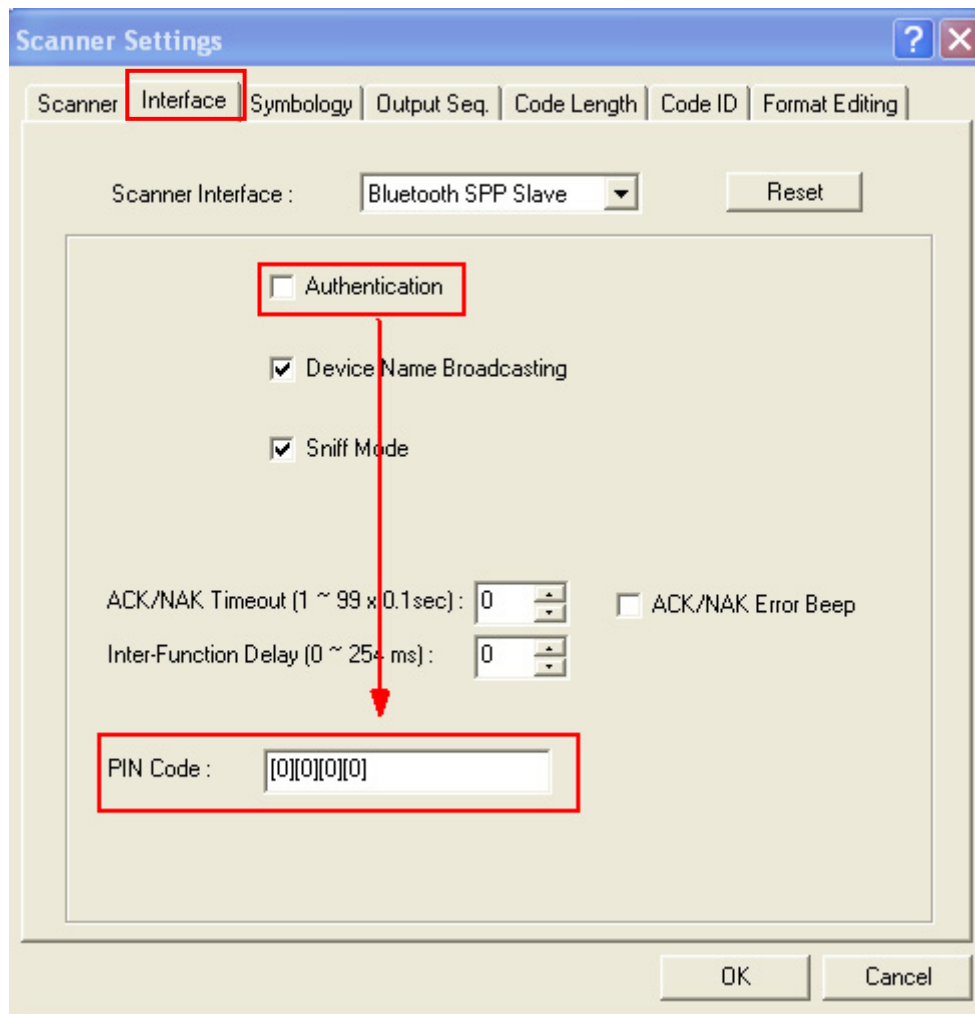 Scanner Settings
Scanner Interface Symbology Output Seq. Code Length Code ID Format Editing
Scanner Interface : Bluetooth SPP Slave Reset
Authentication
Device Name Broadcasting
Sniff Mode
ACK/NAK Timeout (1 ~ 99 x 0.1sec) : 0 ACK/NAK Error Beep
Inter-Function Delay (0 ~ 254 ms) : 0
PIN Code : [0][0][0][0]
OK Cancel